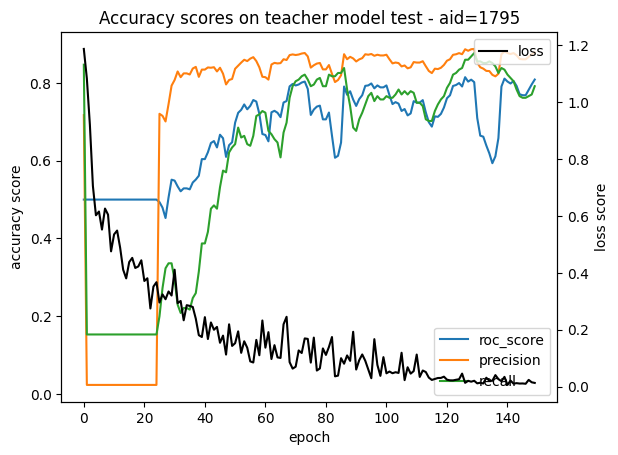 Accuracy scores on teacher model test - aid=1795
loss
accuracy score
0.0
0.2
0.4
0.6
0.8
loss score
0.0
0.2
0.4
0.6
0.8
1.0
1.2
roc_score
precision
recall
0 20 40 60 80 100 120 140
epoch